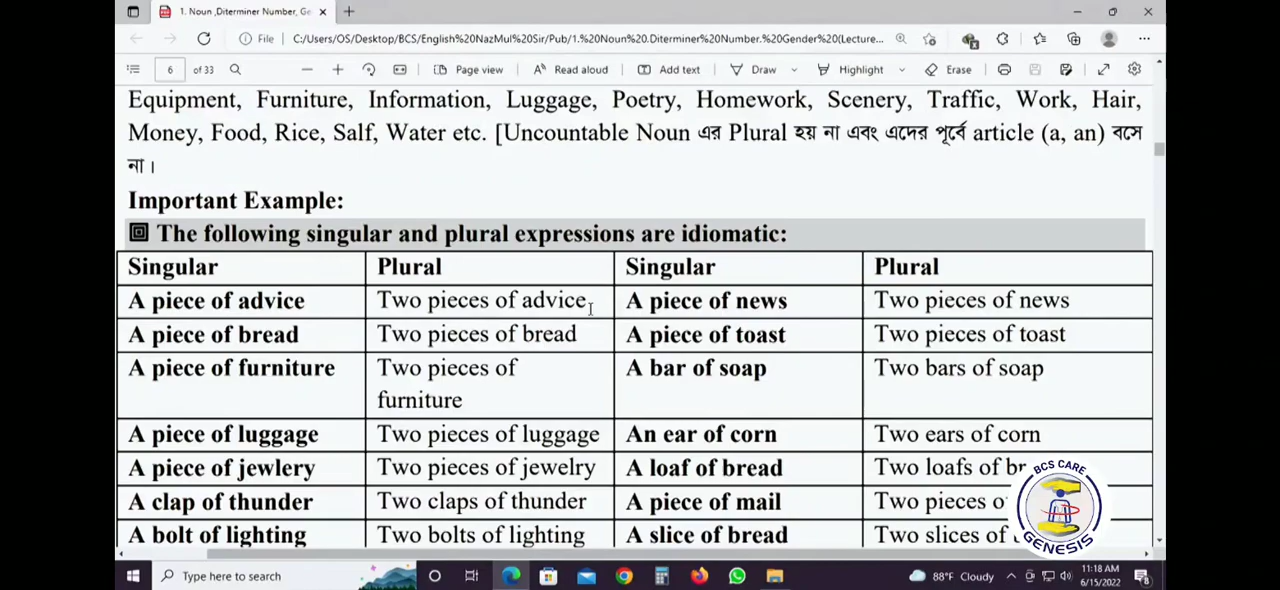 1. Noun ,Diterminer Number, Ge
File C:/Users/OS/Desktop/BCS/English%20NazMul%20Sir/Pub/1.%20Noun%20.Diterminer%20Number.%20Gender%20(Lecture...
6 of 33 Page view Read aloud Add text Draw Highlight Erase
Equipment, Furniture, Information, Luggage, Poetry, Homework, Scenery, Traffic, Work, Hair,
Money, Food, Rice, Salf, Water etc. [Uncountable Noun এর Plural হয় না এবং এদের পূর্বে article (a, an) বসে
না।
Important Example:
The following singular and plural expressions are idiomatic:
Singular Plural Singular Plural
A piece of advice Two pieces of advice A piece of news Two pieces of news
A piece of bread Two pieces of bread A piece of toast Two pieces of toast
A piece of furniture Two pieces of A bar of soap Two bars of soap
furniture
A piece of luggage Two pieces of luggage An ear of corn Two ears of corn
A piece of jewlery Two pieces of jewelry A loaf of bread Two loafs of
A clap of thunder Two claps of thunder A piece of mail Two pieces
A bolt of lighting Two bolts of lighting A slice of bread Two slices of
BCS CARE
GENESIS
Type here to search
88°F Cloudy
11:18 AM
6/15/2022
8